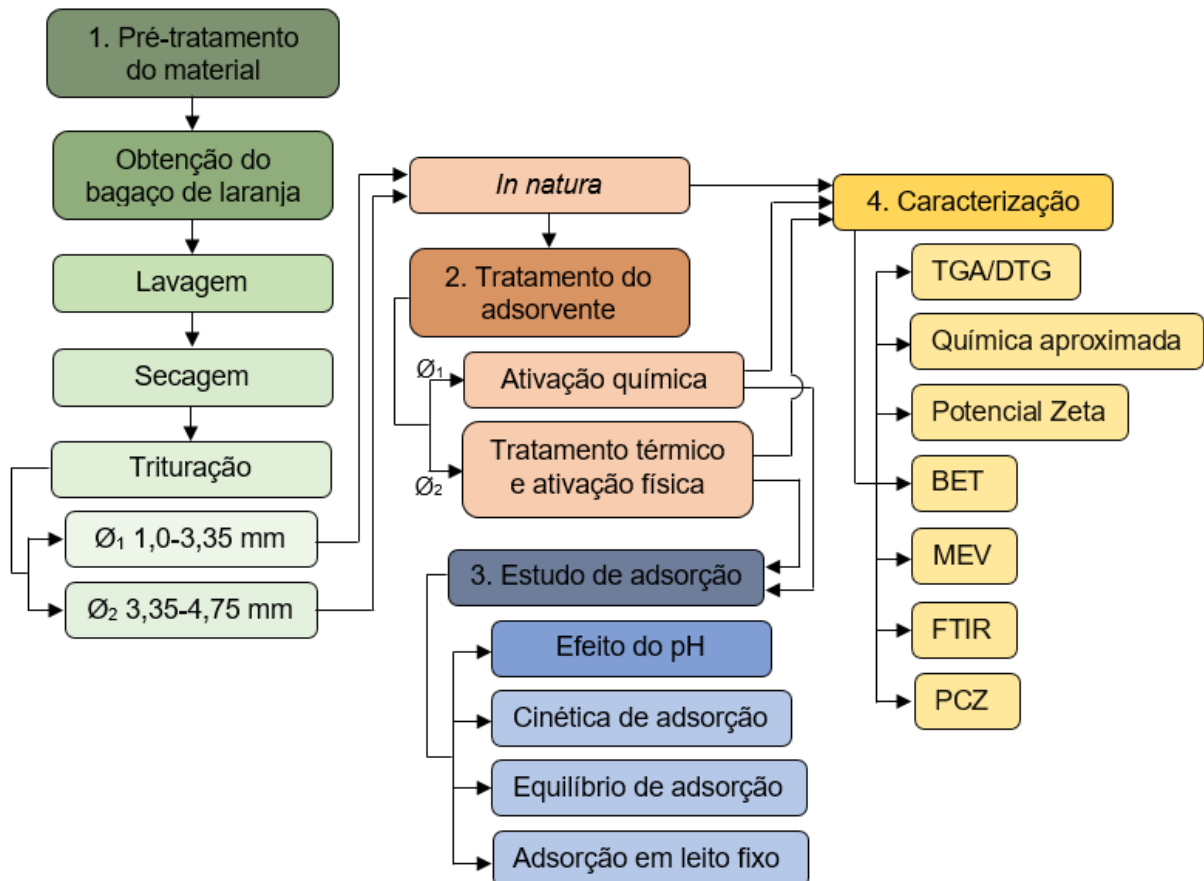 1. Pré-tratamento
do material
Obtenção do
bagaço de laranja
Lavagem
Secagem
Trituração
Ø₁ 1,0-3,35 mm
Ø₂ 3,35-4,75 mm
In natura
2. Tratamento do
adsorvente
Ø₁
Ativação química
Ø₂
Tratamento térmico
e ativação física
3. Estudo de adsorção
Efeito do pH
Cinética de adsorção
Equilíbrio de adsorção
Adsorção em leito fixo
4. Caracterização
TGA/DTG
Química aproximada
Potencial Zeta
BET
MEV
FTIR
PCZ